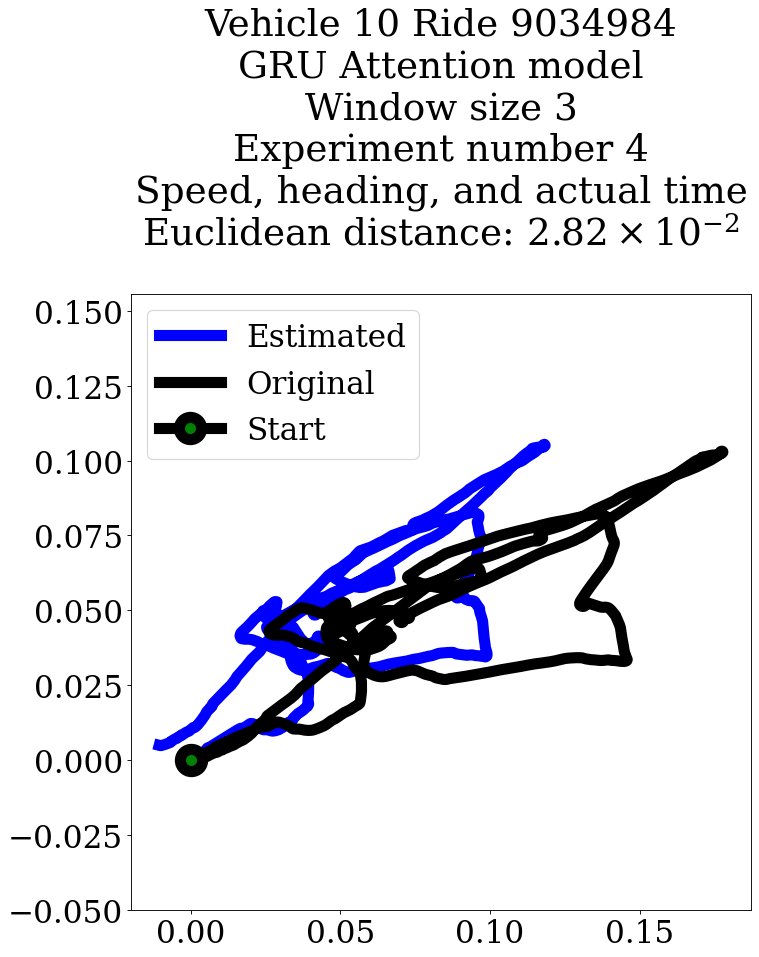 Vehicle 10 Ride 9034984
GRU Attention model
Window size 3
Experiment number 4
Speed, heading, and actual time
Euclidean distance: 2.82 × 10⁻²
0.150
0.125
0.100
0.075
0.050
0.025
0.000
−0.025
−0.050
Estimated
Original
Start
0.00 0.05 0.10 0.15